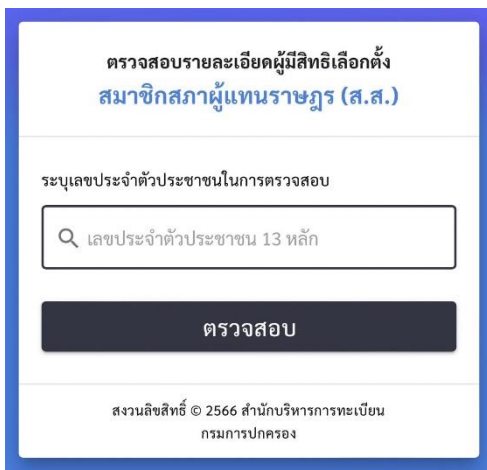 ตรวจสอบรายละเอียดผู้มีสิทธิเลือกตั้ง
สมาชิกสภาผู้แทนราษฎร (ส.ส.)
ระบุเลขประจำตัวประชาชนในการตรวจสอบ
เลขประจำตัวประชาชน 13 หลัก
ตรวจสอบ
สงวนลิขสิทธิ์ © 2566 สำนักบริหารการทะเบียน
กรมการปกครอง